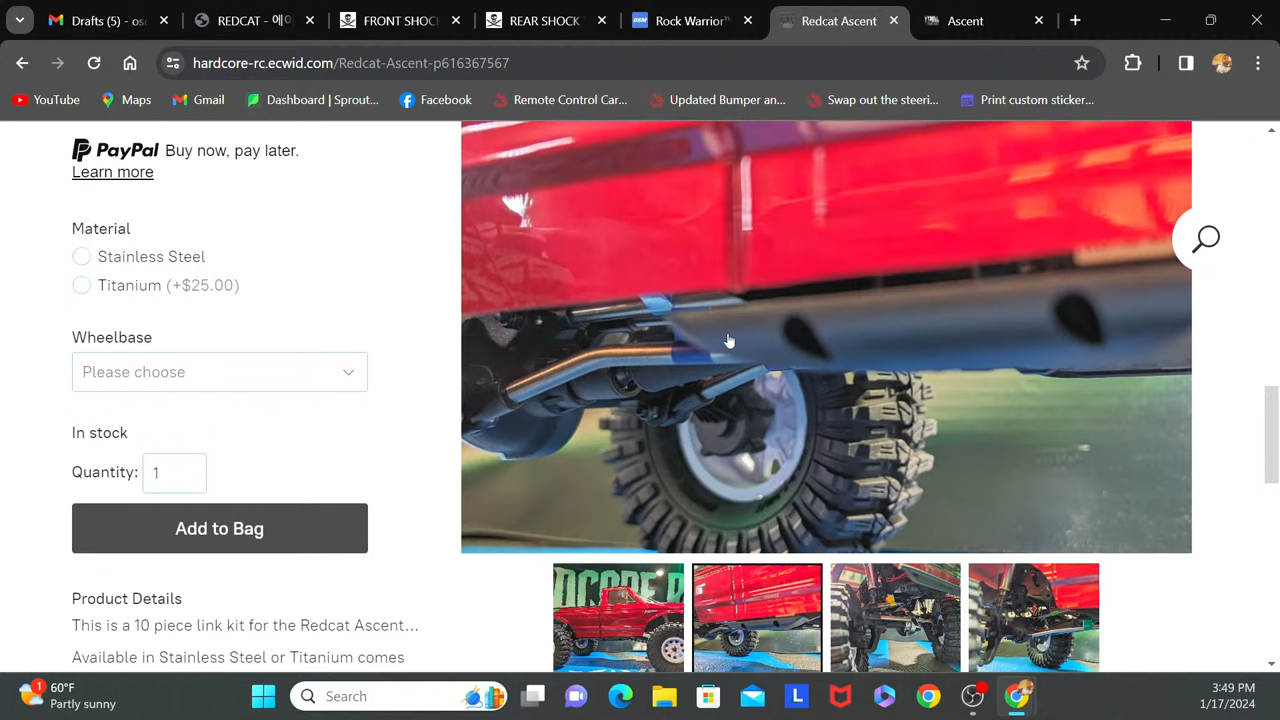 Drafts (5) - os
REDCAT - 에
FRONT SHOC
REAR SHOCK
DSM Rock Warrior™
Redcat Ascent
Ascent
hardcore-rc.ecwid.com/Redcat-Ascent-p616367567
YouTube
Maps
Gmail
Dashboard | Sprout...
Facebook
Remote Control Car...
Updated Bumper an...
Swap out the steeri...
Print custom sticker...
PayPal Buy now, pay later.
Learn more
Material
Stainless Steel
Titanium (+$25.00)
Wheelbase
Please choose
In stock
Quantity: 1
Add to Bag
Product Details
This is a 10 piece link kit for the Redcat Ascent...
Available in Stainless Steel or Titanium comes
1
60°F
Partly sunny
Search
L
3:49 PM
1/17/2024